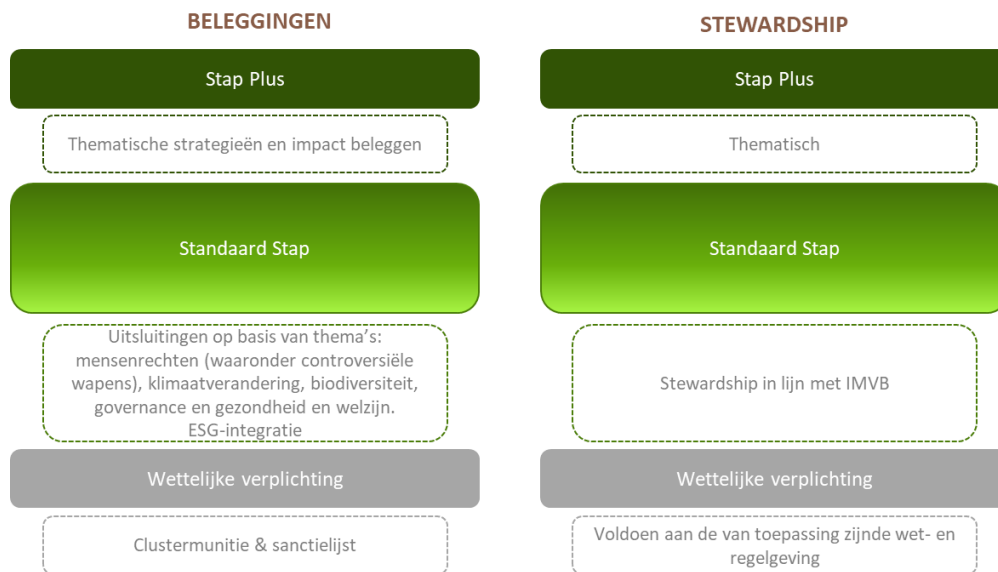 BELEGGINGEN
Stap Plus
Thematische strategieën en impact beleggen
Standaard Stap
Uitsluitingen op basis van thema's:
mensenrechten (waaronder controversiële
wapens), klimaatverandering, biodiversiteit,
governance en gezondheid en welzijn.
ESG-integratie
Wettelijke verplichting
Clustermunitie & sanctielijst
STEWARDSHIP
Stap Plus
Thematisch
Standaard Stap
Stewardship in lijn met IMVB
Wettelijke verplichting
Voldoen aan de van toepassing zijnde wet- en
regelgeving